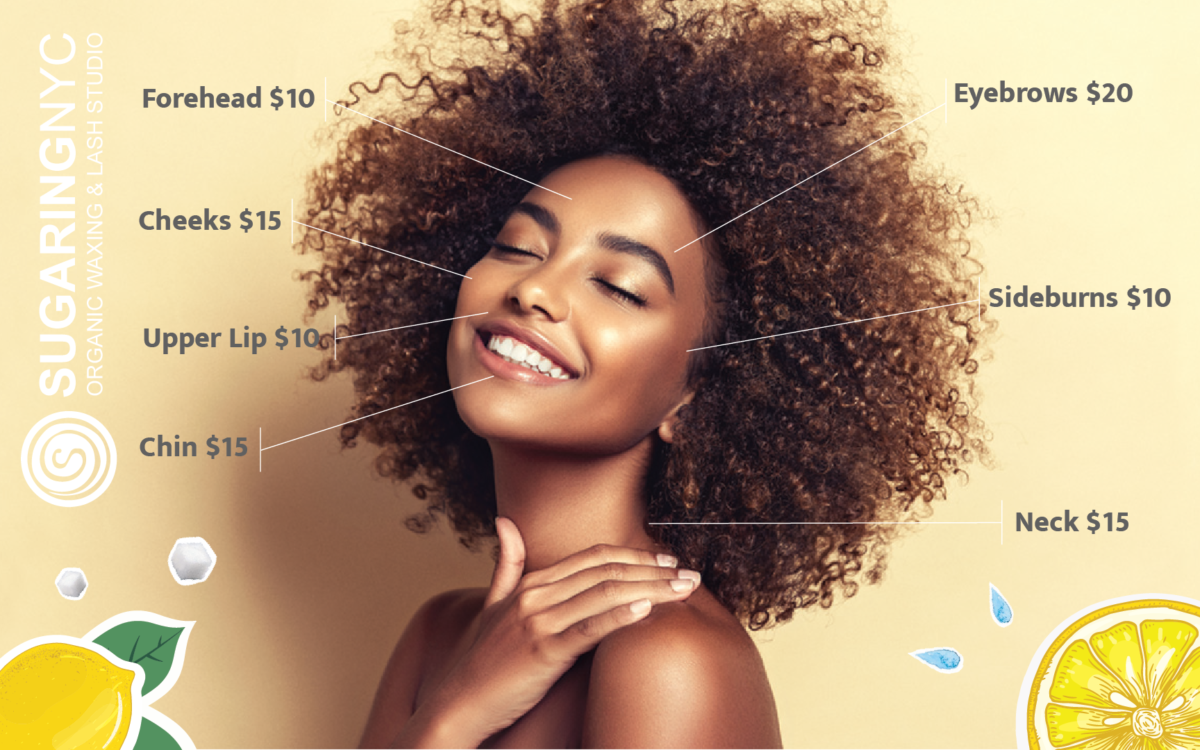 SUGARINGNYC
ORGANIC WAXING & LASH STUDIO
Forehead $10
Cheeks $15
Upper Lip $10
Chin $15
Eyebrows $20
Sideburns $10
Neck $15